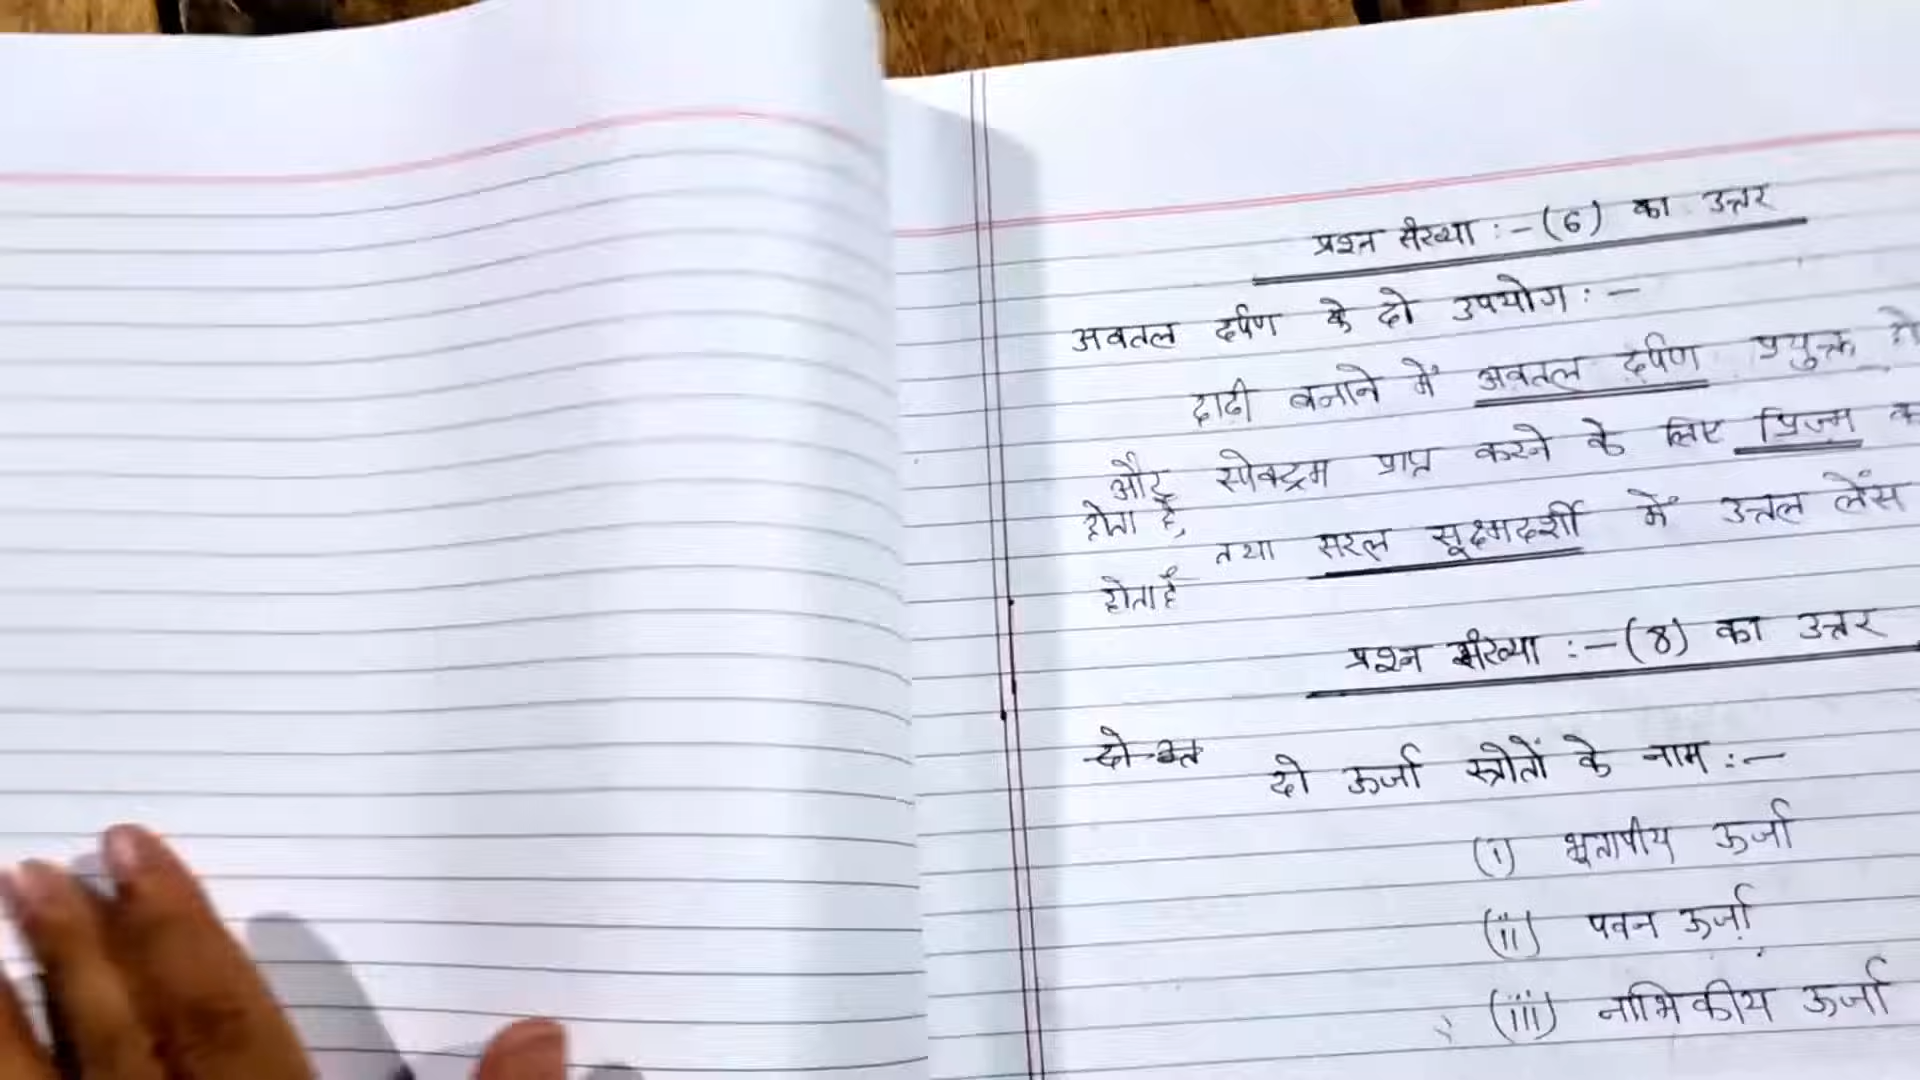 प्रश्न संख्या :- (6) का उत्तर
अवतल दर्पण के दो उपयोग : -
दाढी बनाने में अवतल दर्पण प्रयुक्त
और स्पेक्ट्रम प्राप्त करने के लिए प्रिज्म
होता है,
तथा सरल सूक्ष्मदर्शी में उत्तल लेंस
होता है
प्रश्न संख्या :- (8) का उत्तर
दो ऊर्जा स्त्रोतों के नाम :-
(i) भूतापीय ऊर्जा
(ii) पवन ऊर्जा
(iii) नाभिकीय ऊर्जा